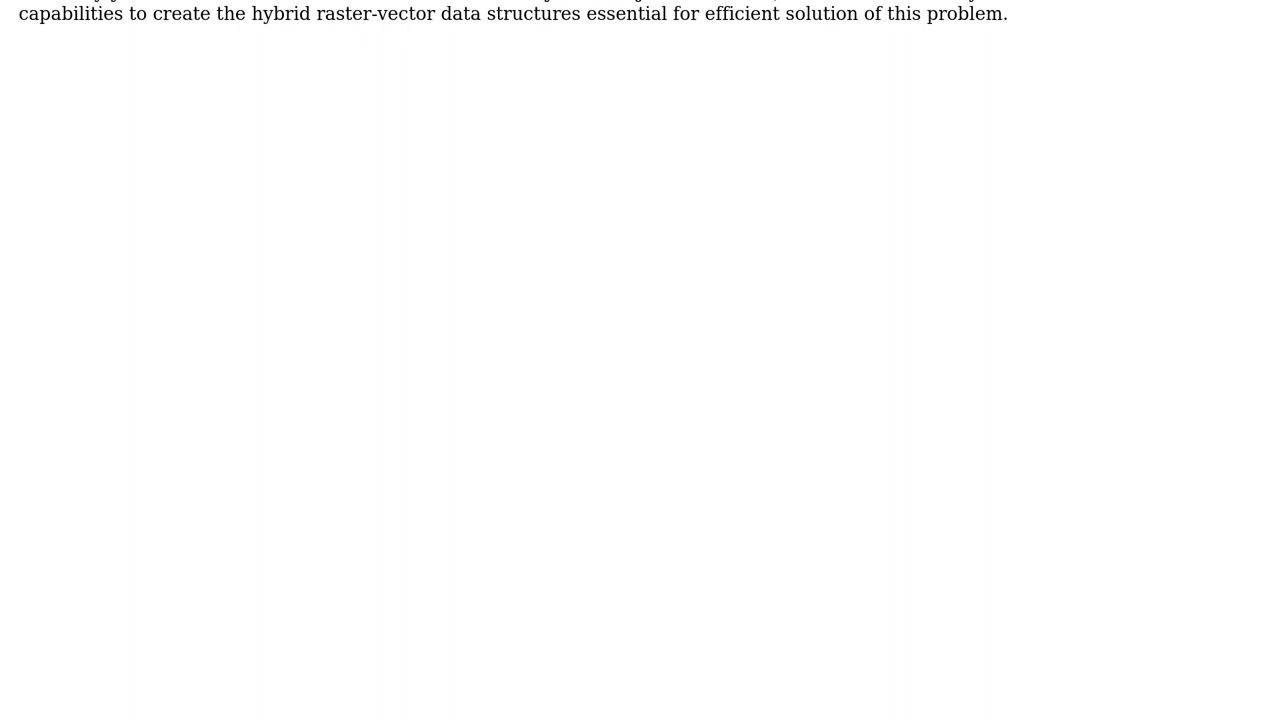 capabilities to create the hybrid raster-vector data structures essential for efficient solution of this problem.